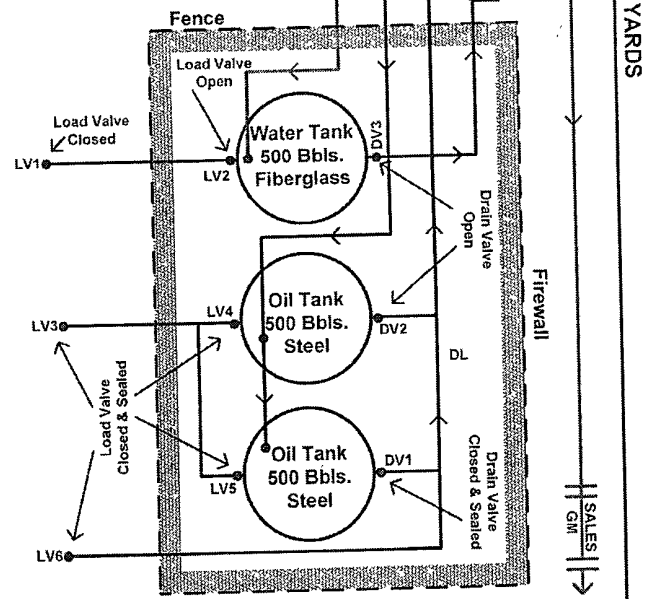 Fence
YARDS
Load Valve
Open
Load Valve
Closed
LV1
LV2
Water Tank
500 Bbls.
Fiberglass
DV3
Drain Valve
Open
Firewall
LV3
LV4
Oil Tank
500 Bbls.
Steel
DV2
DL
Load Valve
Closed & Sealed
LV5
Oil Tank
500 Bbls.
Steel
DV1
Drain Valve
Closed & Sealed
SALES
GM
LV6